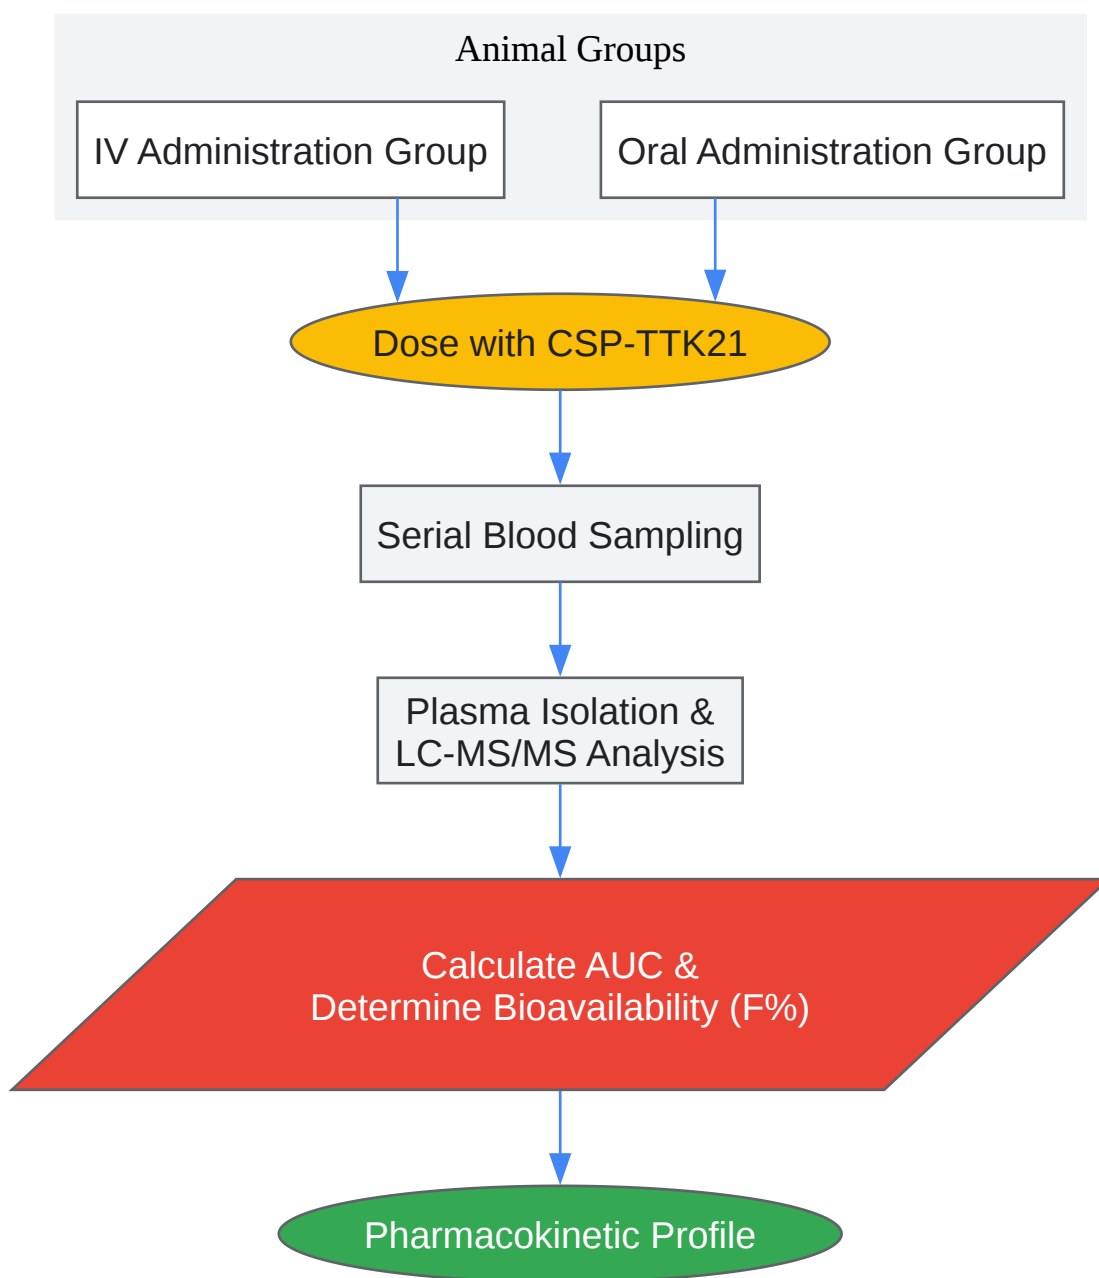 Animal Groups
IV Administration Group
Oral Administration Group
Dose with CSP-TTK21
Serial Blood Sampling
Plasma Isolation &
LC-MS/MS Analysis
Calculate AUC &
Determine Bioavailability (F%)
Pharmacokinetic Profile